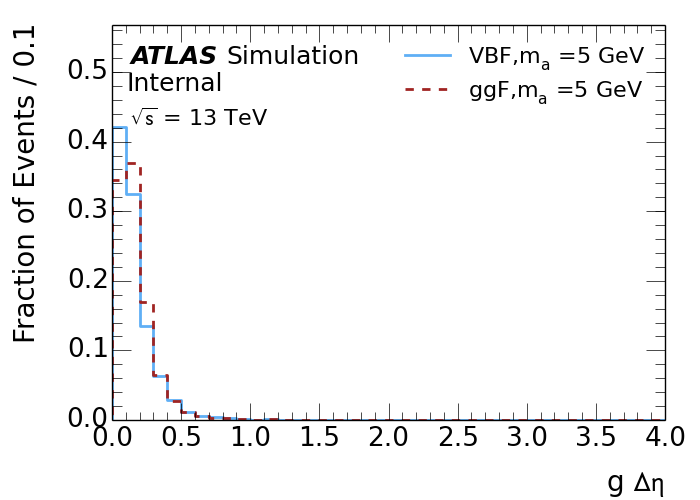 Fraction of Events / 0.1
0.5
0.4
0.3
0.2
0.1
0.0
ATLAS Simulation
Internal
√s = 13 TeV
VBF,mₐ =5 GeV
ggF,mₐ =5 GeV
0.0 0.5 1.0 1.5 2.0 2.5 3.0 3.5 4.0
g Δη